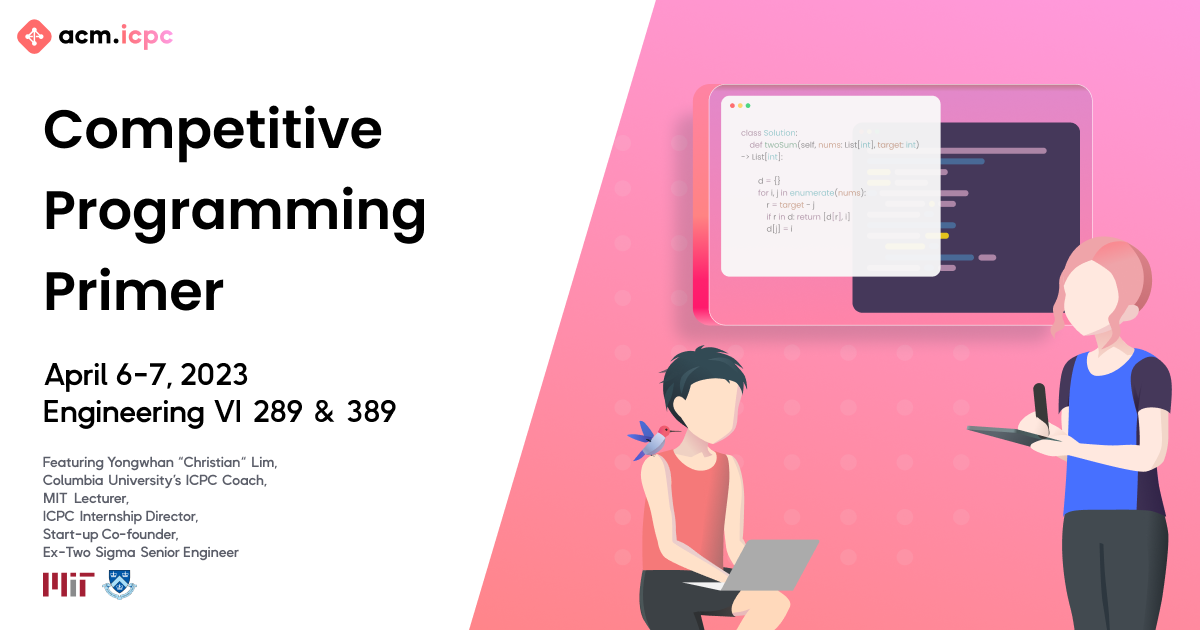 acm.icpc
Competitive
Programming
Primer
April 6-7, 2023
Engineering VI 289 & 389
Featuring Yongwhan "Christian" Lim,
Columbia University's ICPC Coach,
MIT Lecturer,
ICPC Internship Director,
Start-up Co-founder,
Ex-Two Sigma Senior Engineer
MIT
class Solution:
def twoSum(self, nums: List[int], target: int)
-> List[int]:
d = {}
for i, j in enumerate(nums):
r = target - j
if r in d: return [d[r], i]
d[j] = i